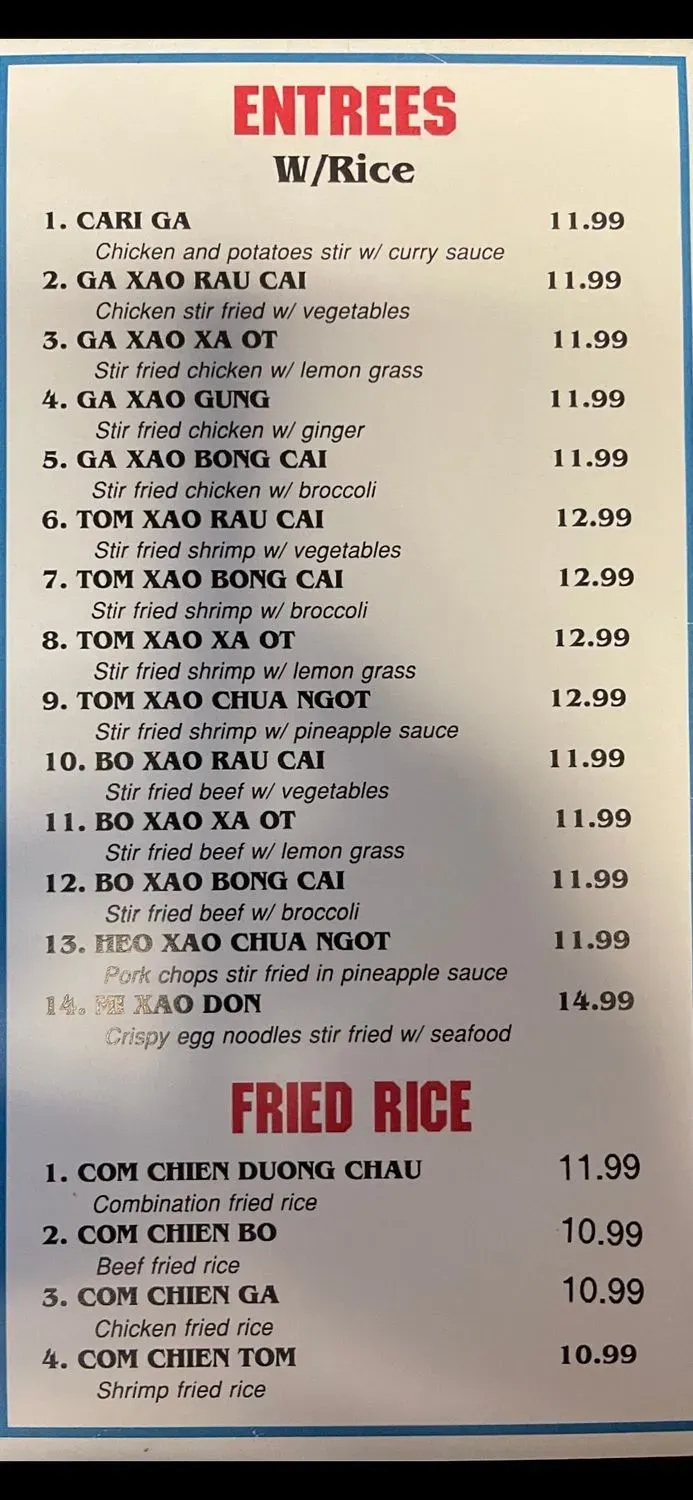 ENTREES
W/Rice
1. CARI GA 11.99
Chicken and potatoes stir w/ curry sauce
2. GA XAO RAU CAI 11.99
Chicken stir fried w/ vegetables
3. GA XAO XA OT 11.99
Stir fried chicken w/ lemon grass
4. GA XAO GUNG 11.99
Stir fried chicken w/ ginger
5. GA XAO BONG CAI 11.99
Stir fried chicken w/ broccoli
6. TOM XAO RAU CAI 12.99
Stir fried shrimp w/ vegetables
7. TOM XAO BONG CAI 12.99
Stir fried shrimp w/ broccoli
8. TOM XAO XA OT 12.99
Stir fried shrimp w/ lemon grass
9. TOM XAO CHUA NGOT 12.99
Stir fried shrimp w/ pineapple sauce
10. BO XAO RAU CAI 11.99
Stir fried beef w/ vegetables
11. BO XAO XA OT 11.99
Stir fried beef w/ lemon grass
12. BO XAO BONG CAI 11.99
Stir fried beef w/ broccoli
13. HEO XAO CHUA NGOT 11.99
Pork chops stir fried in pineapple sauce
14. MI XAO DON 14.99
Crispy egg noodles stir fried w/ seafood
FRIED RICE
1. COM CHIEN DUONG CHAU 11.99
Combination fried rice
2. COM CHIEN BO 10.99
Beef fried rice
3. COM CHIEN GA 10.99
Chicken fried rice
4. COM CHIEN TOM 10.99
Shrimp fried rice